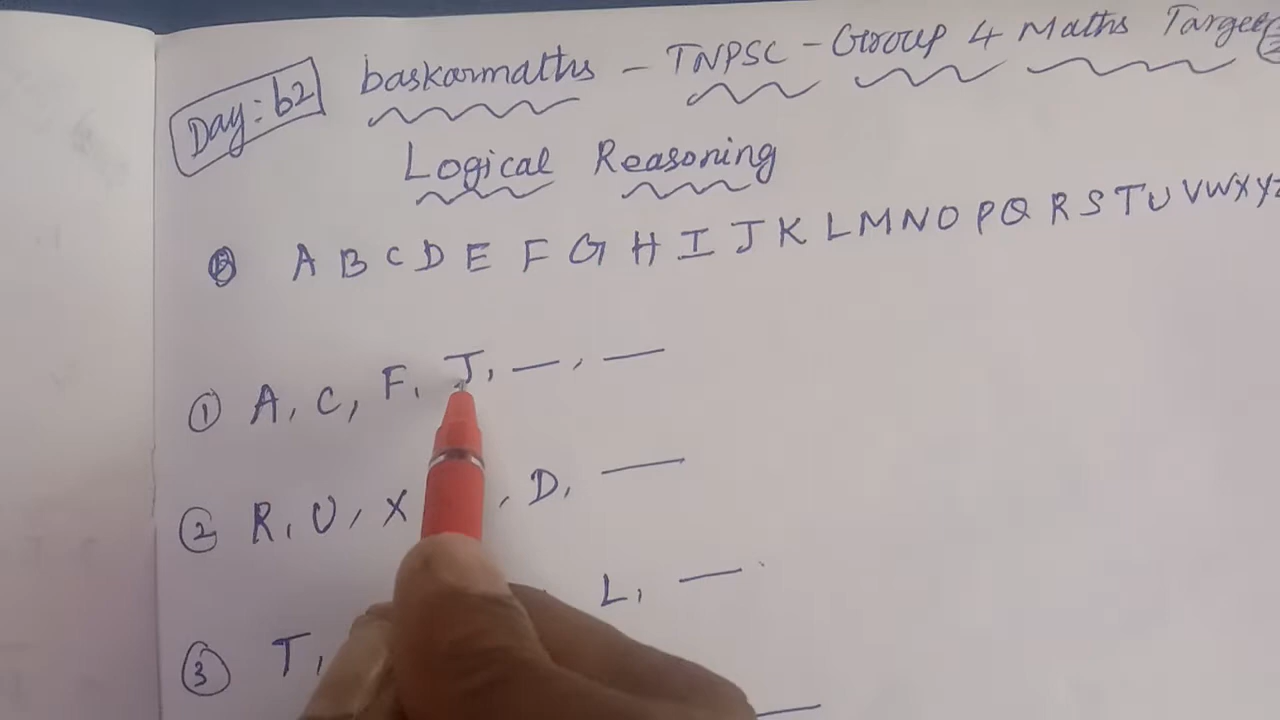 Day: 62
baskarmaths - TNPSC - Group 4 Maths Target
Logical Reasoning
A B C D E F G H I J K L M N O P Q R S T U V W X Y Z
① A, C, F, J, __, __
② R, U, X , D, __
③ T, L, __